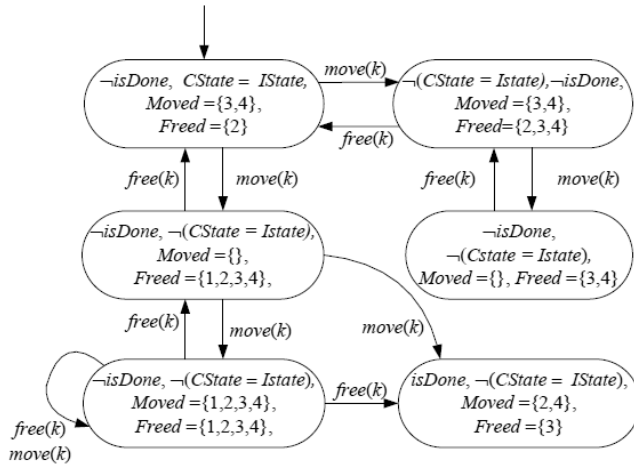 ¬isDone, CState = IState,
Moved ={3,4},
Freed ={2}
move(k)
¬(CState = Istate),¬isDone,
Moved ={3,4},
Freed={2,3,4}
free(k)
free(k)
move(k)
free(k)
move(k)
¬isDone, ¬(CState = Istate),
Moved ={},
Freed ={1,2,3,4},
¬isDone,
¬(Cstate = Istate),
Moved ={}, Freed ={3,4}
free(k)
move(k)
move(k)
¬isDone, ¬(CState = Istate),
Moved ={1,2,3,4},
Freed ={1,2,3,4},
free(k)
isDone, ¬(CState = IState),
Moved ={2,4},
Freed ={3}
free(k)
move(k)